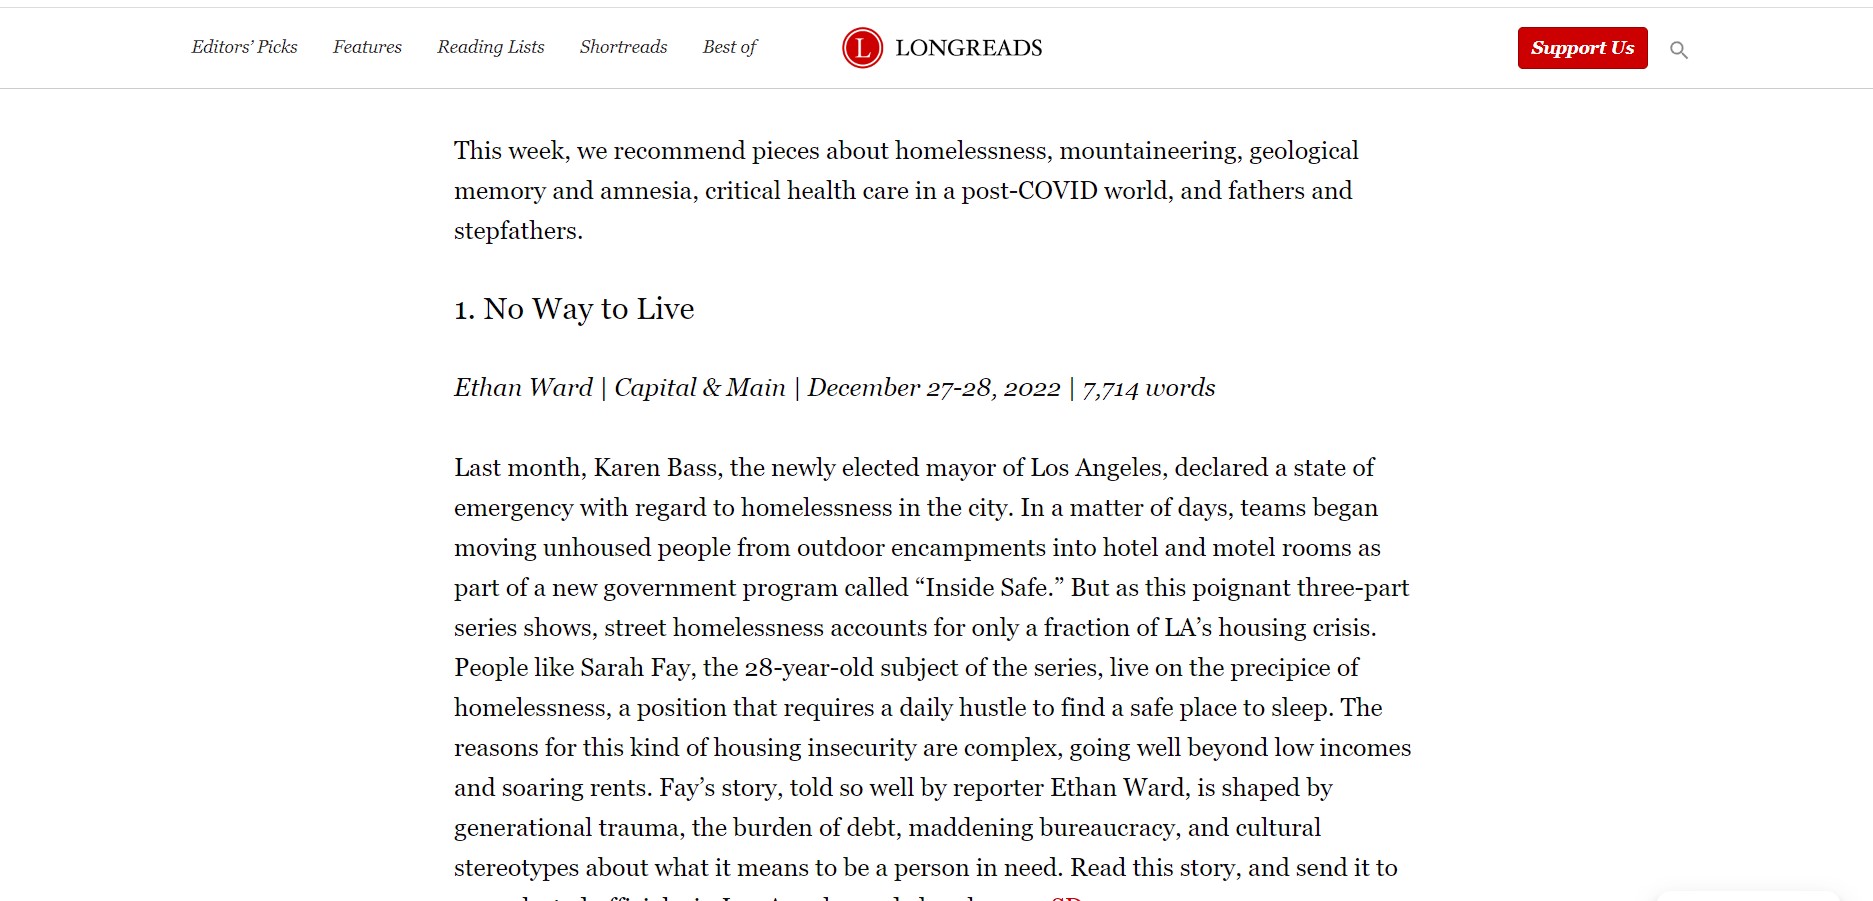 Editors’ Picks Features Reading Lists Shortreads Best of L LONGREADS Support Us
This week, we recommend pieces about homelessness, mountaineering, geological
memory and amnesia, critical health care in a post-COVID world, and fathers and
stepfathers.
1. No Way to Live
Ethan Ward | Capital & Main | December 27-28, 2022 | 7,714 words
Last month, Karen Bass, the newly elected mayor of Los Angeles, declared a state of
emergency with regard to homelessness in the city. In a matter of days, teams began
moving unhoused people from outdoor encampments into hotel and motel rooms as
part of a new government program called “Inside Safe.” But as this poignant three-part
series shows, street homelessness accounts for only a fraction of LA’s housing crisis.
People like Sarah Fay, the 28-year-old subject of the series, live on the precipice of
homelessness, a position that requires a daily hustle to find a safe place to sleep. The
reasons for this kind of housing insecurity are complex, going well beyond low incomes
and soaring rents. Fay’s story, told so well by reporter Ethan Ward, is shaped by
generational trauma, the burden of debt, maddening bureaucracy, and cultural
stereotypes about what it means to be a person in need. Read this story, and send it to